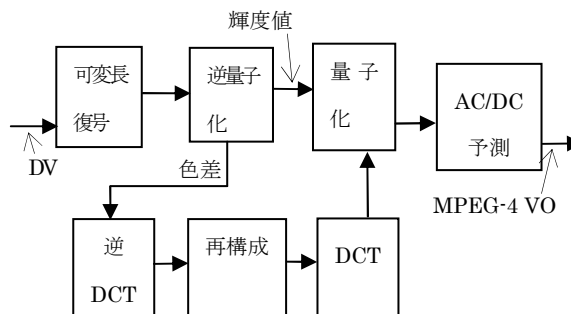 輝度値
可変長
復号
逆量子
化
量 子
化
AC/DC
予測
DV
色差
MPEG-4 VO
逆
DCT
再構成
DCT